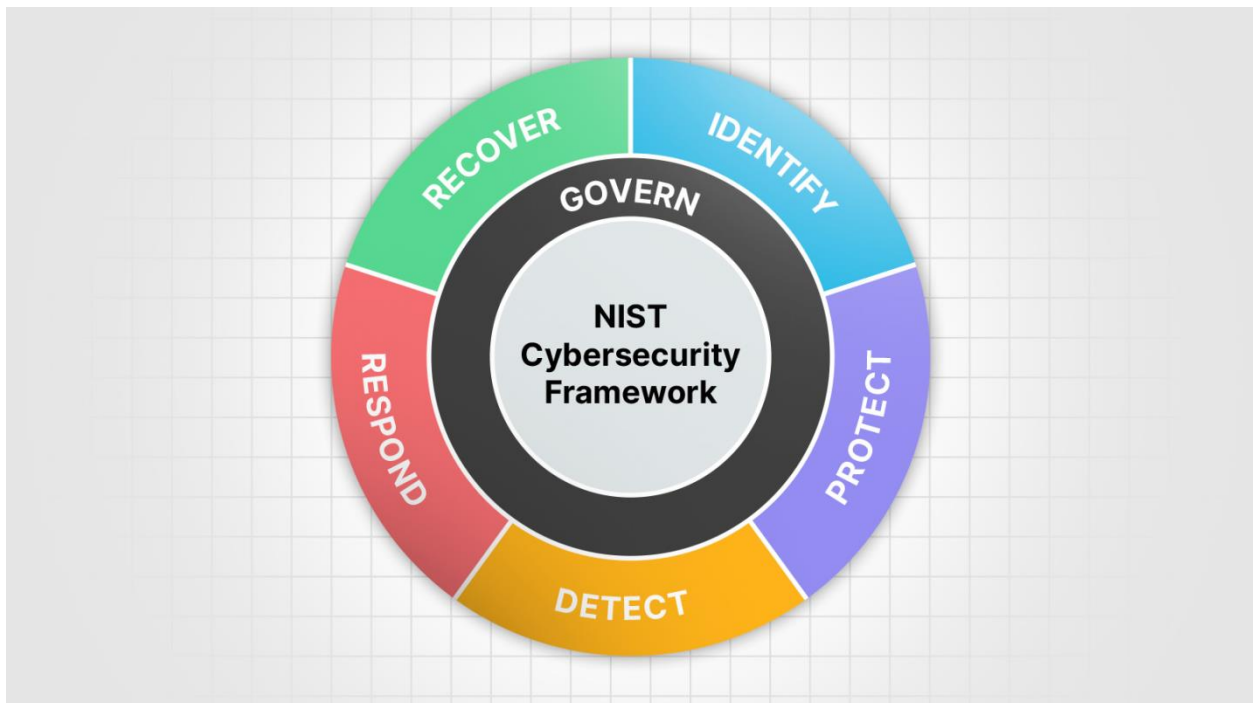 RECOVER
IDENTIFY
GOVERN
NIST
Cybersecurity
Framework
RESPOND
PROTECT
DETECT